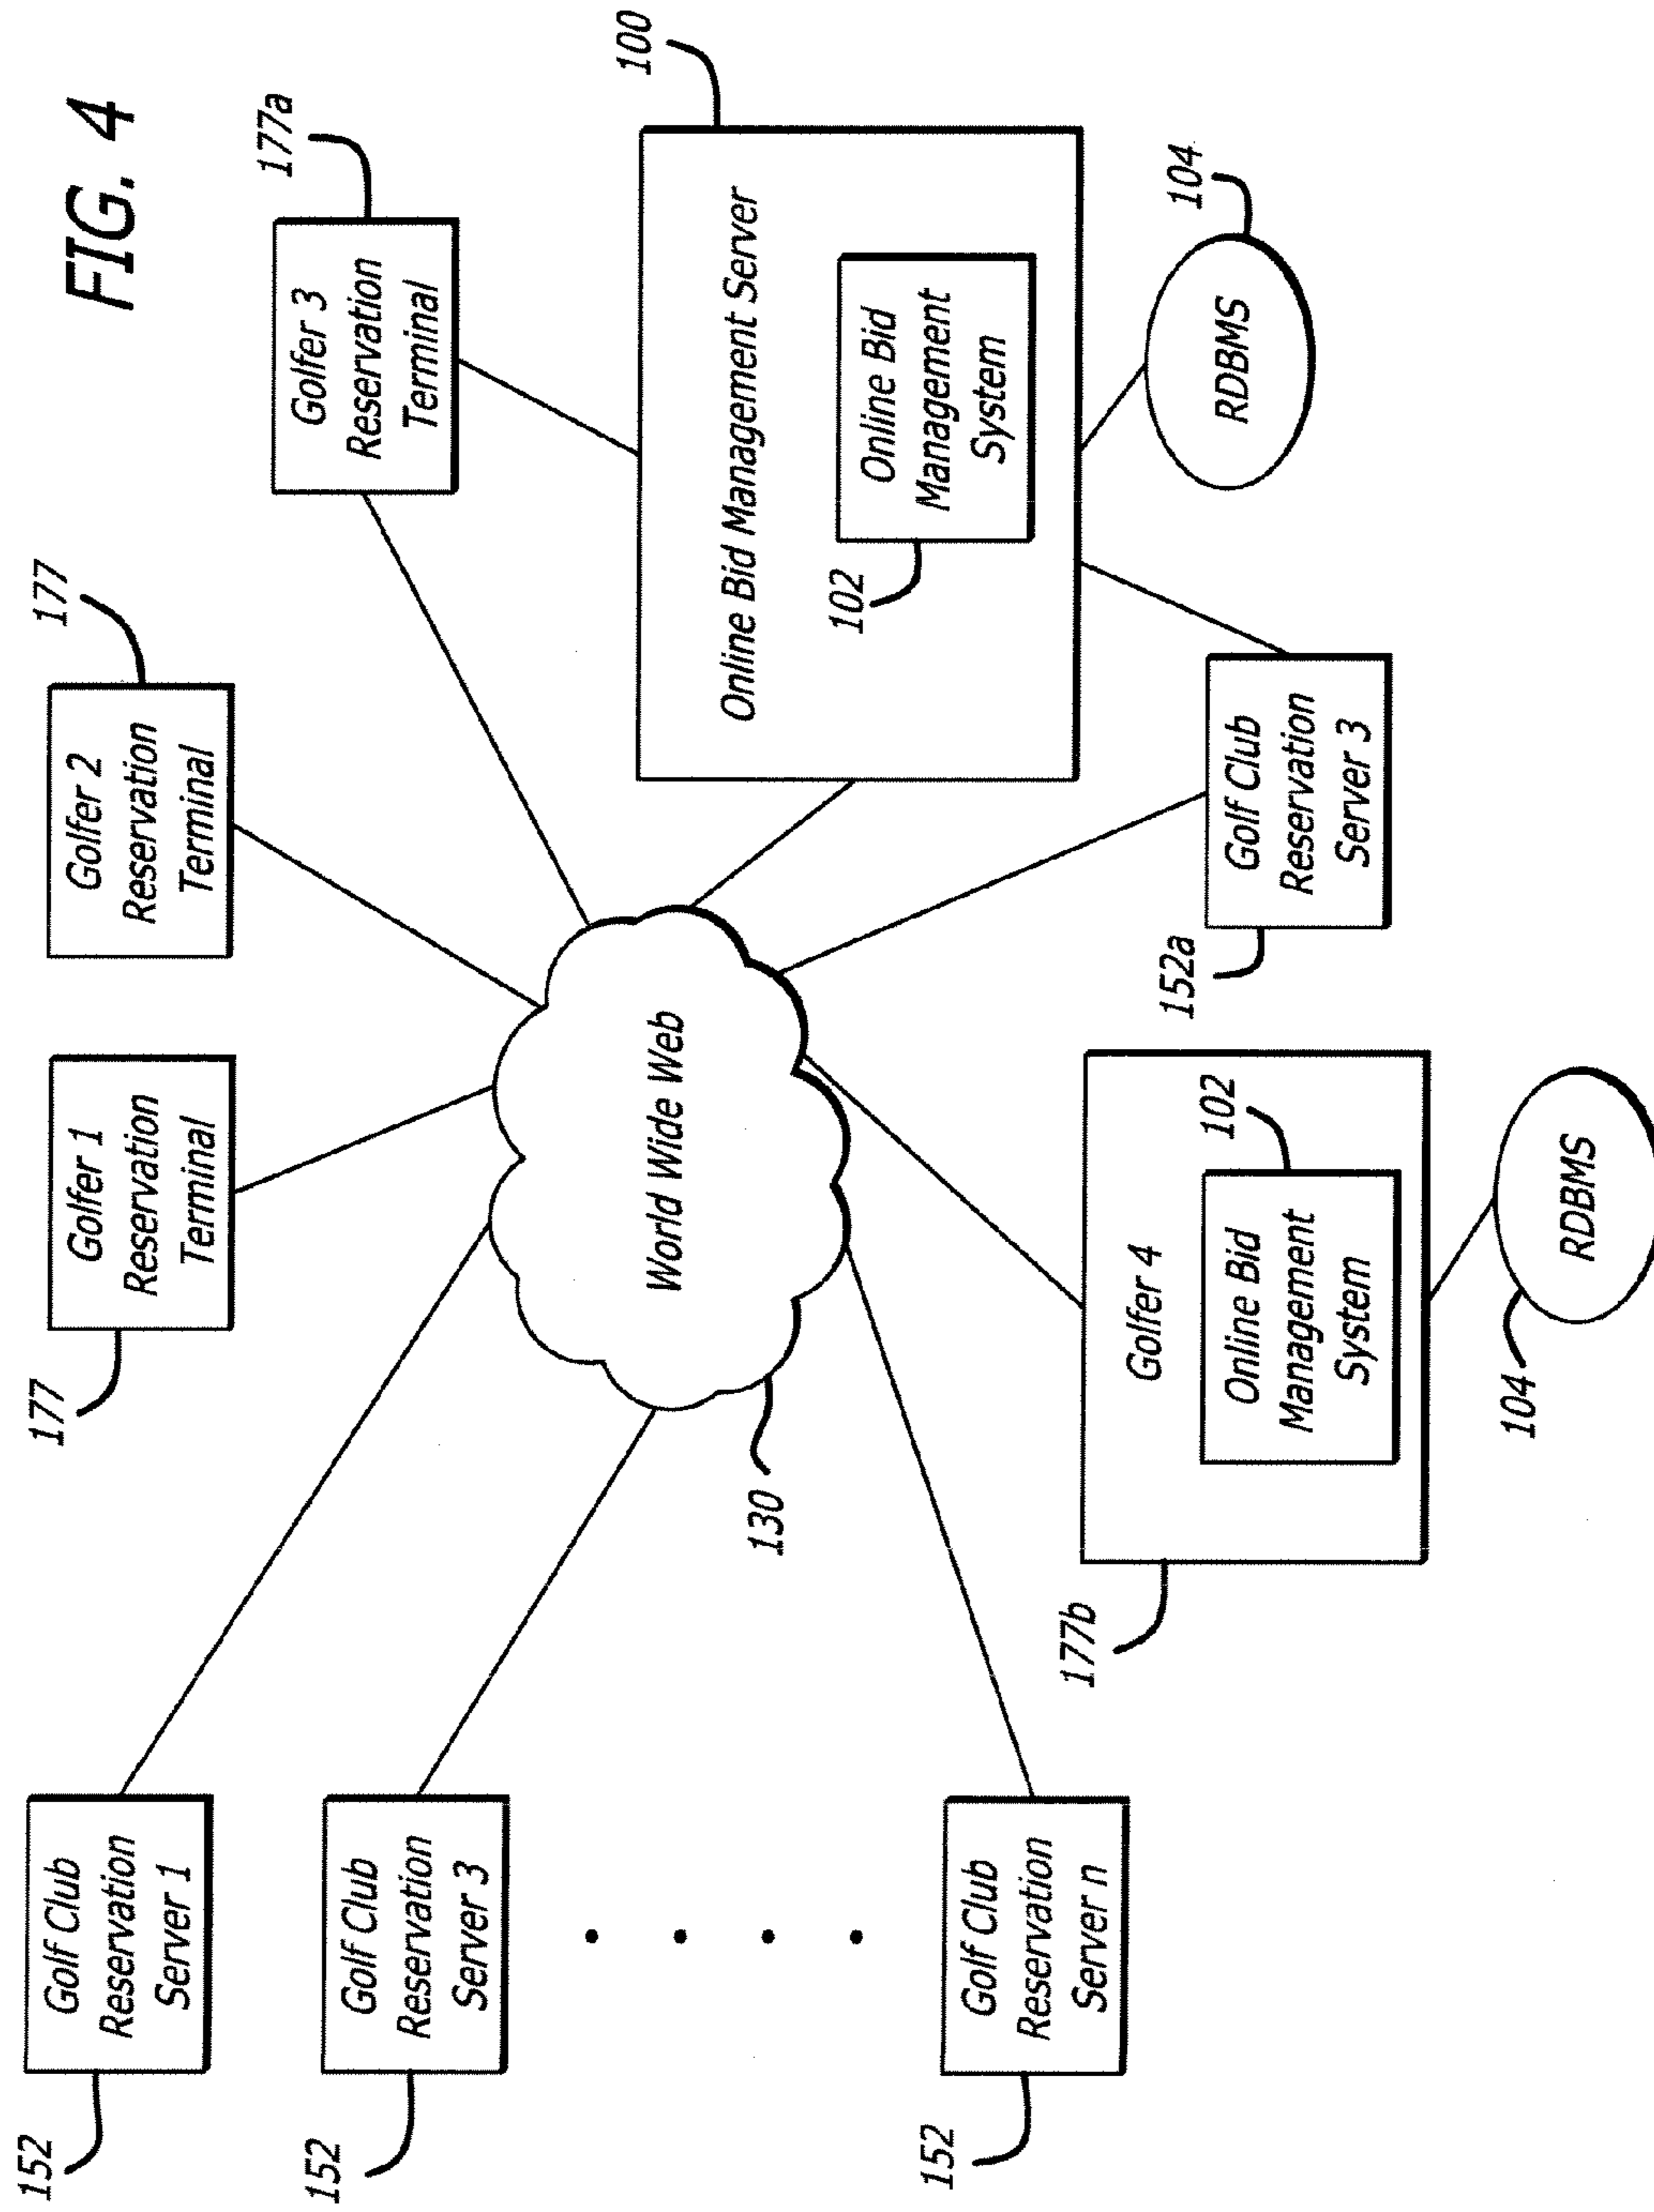 FIG. 4
152
Golf Club
Reservation
Server 1
177
Golfer 1
Reservation
Terminal
Golfer 2
Reservation
Terminal
177
Golfer 3
Reservation
Terminal
177a
152
Golf Club
Reservation
Server 3
World Wide Web
130
Online Bid Management Server
100
102
Online Bid
Management
System
152
Golf Club
Reservation
Server n
177b
Golfer 4
Online Bid
Management
System
102
104
RDBMS
152a
Golf Club
Reservation
Server 3
RDBMS
104